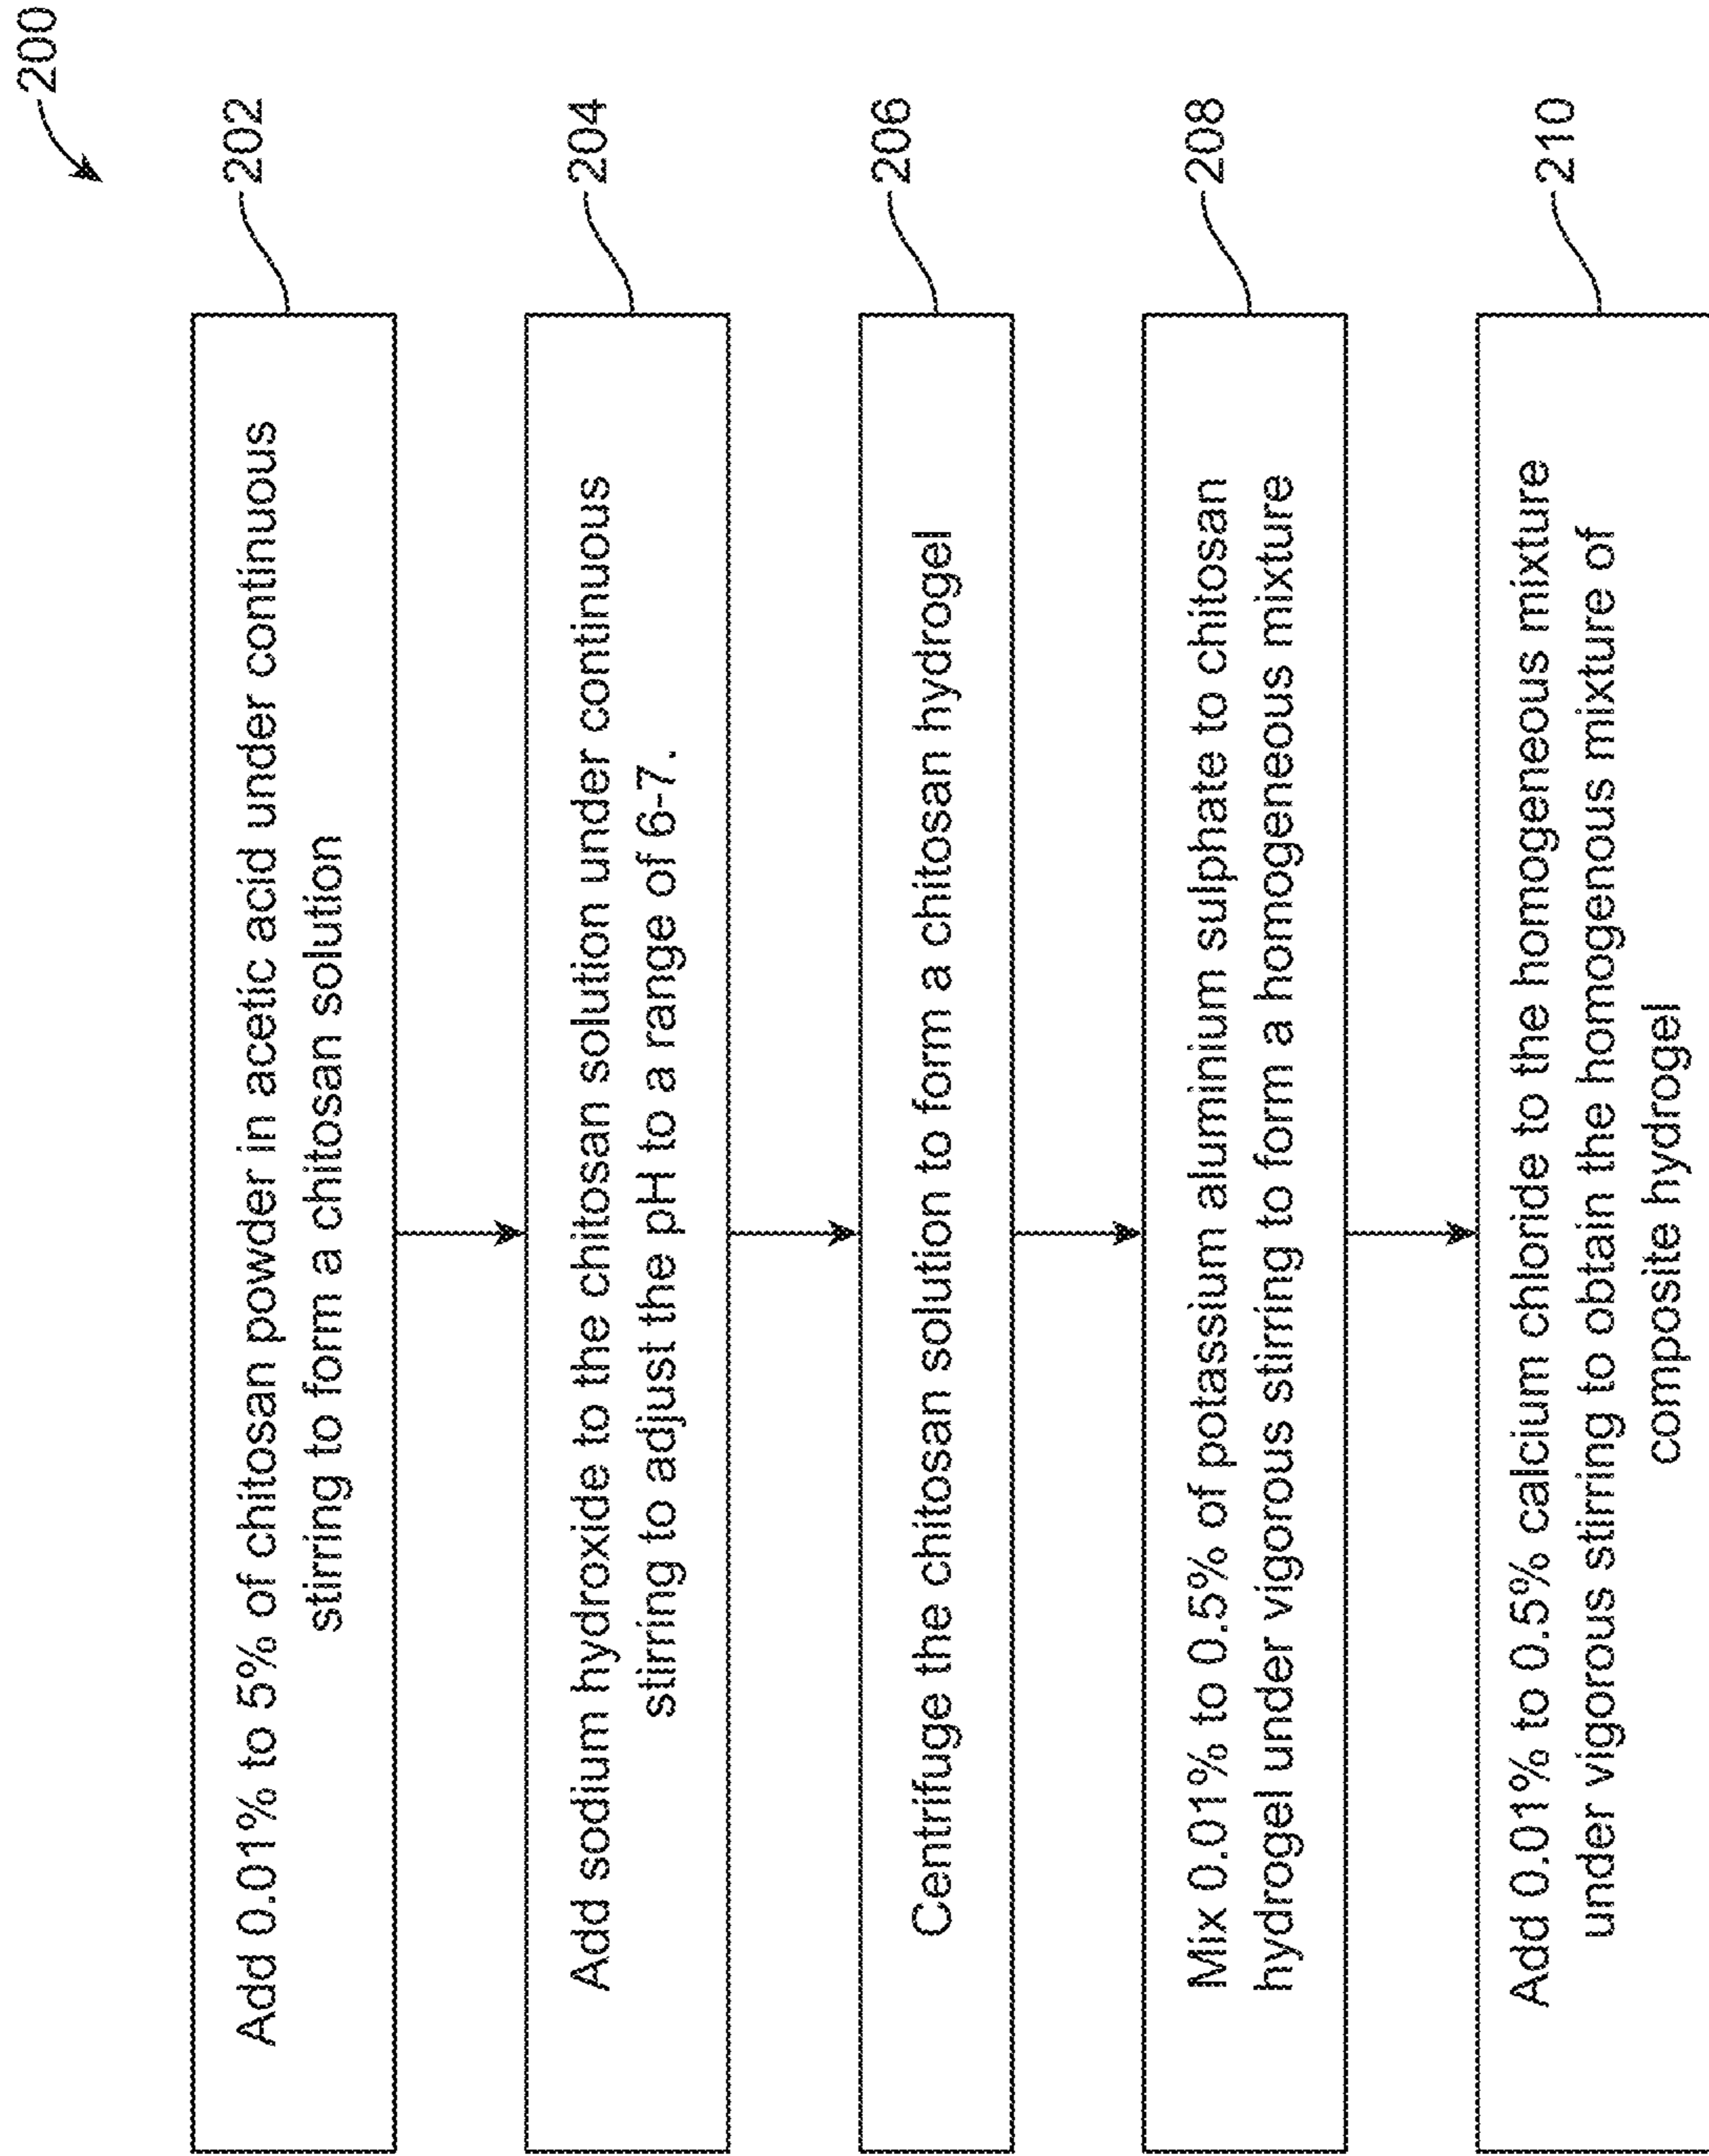 200
Add 0.01% to 5% of chitosan powder in acetic acid under continuous
stirring to form a chitosan solution
202
Add sodium hydroxide to the chitosan solution under continuous
stirring to adjust the pH to a range of 6-7.
204
Centrifuge the chitosan solution to form a chitosan hydrogel
206
Mix 0.01% to 0.5% of potassium aluminium sulphate to chitosan
hydrogel under vigorous stirring to form a homogeneous mixture
208
Add 0.01% to 0.5% calcium chloride to the homogeneous mixture
under vigorous stirring to obtain the homogenous mixture of
composite hydrogel
210